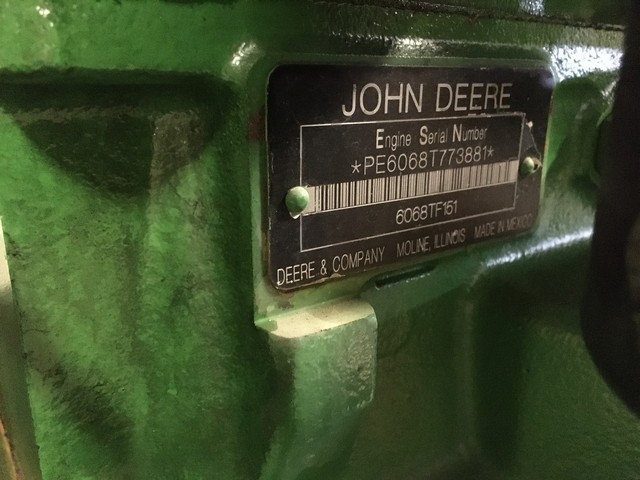 JOHN DEERE
Engine Serial Number
*PE6068T773881*
6068TF151
DEERE & COMPANY MOLINE, ILLINOIS MADE IN MEXICO